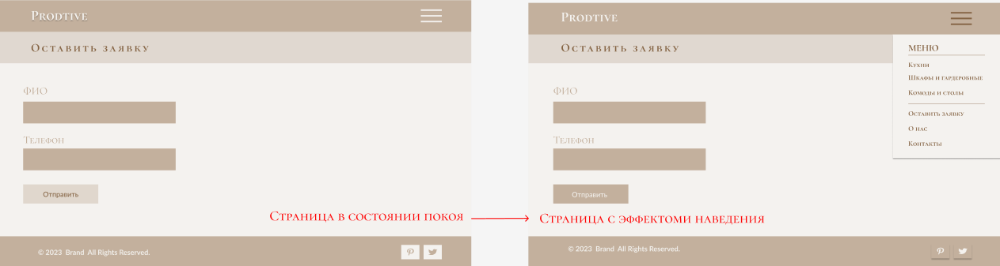 Prodtive
Оставить заявку
ФИО
Телефон
Отправить
Страница в состоянии покоя
© 2023 Brand All Rights Reserved.
Prodtive
Оставить заявку
МЕНЮ
Кухни
Шкафы и гардеробные
Комоды и столы
Оставить заявку
О нас
Контакты
ФИО
Телефон
Отправить
Страница с эффектоми наведения
© 2023 Brand All Rights Reserved.